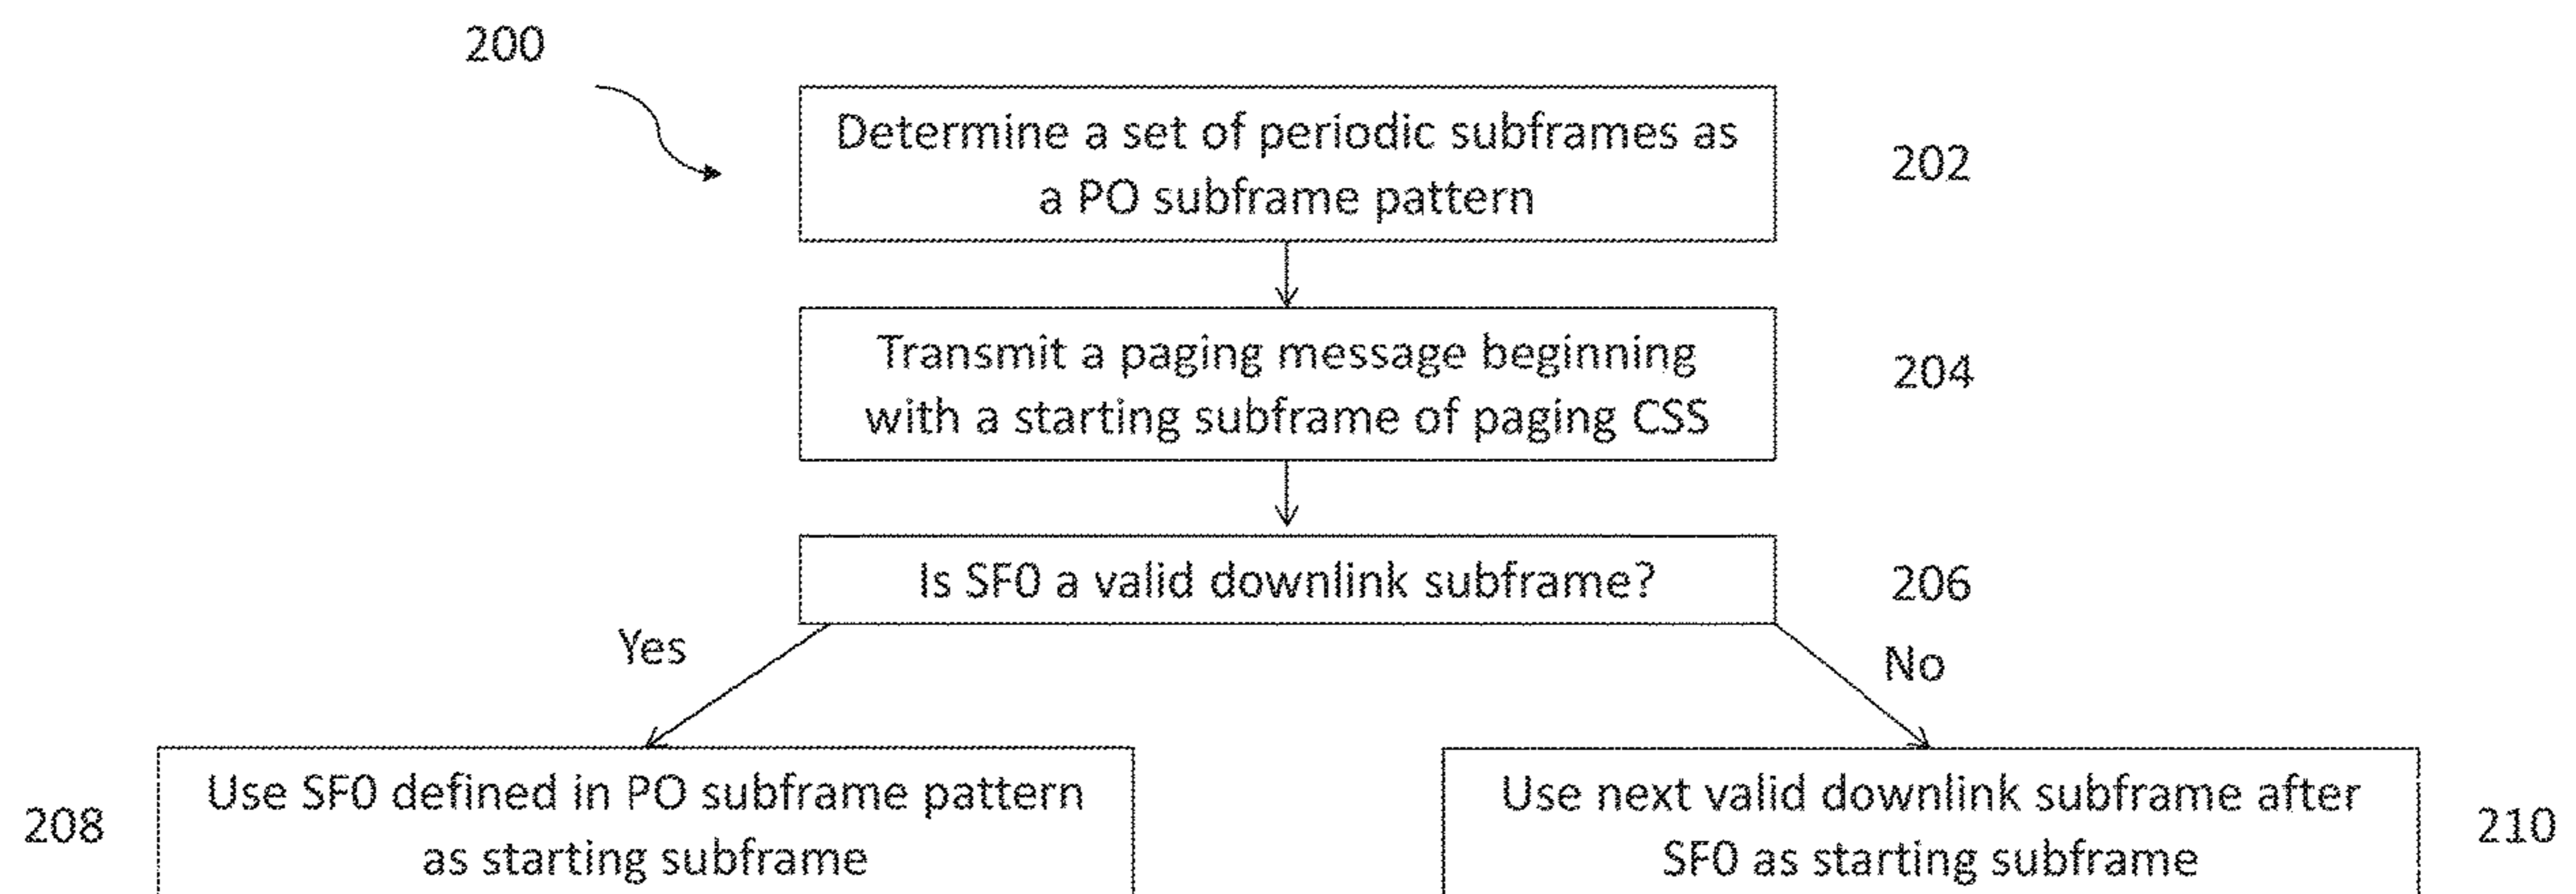 200
Determine a set of periodic subframes as
a PO subframe pattern
202
Transmit a paging message beginning
with a starting subframe of paging CSS
204
Is SF0 a valid downlink subframe?
206
Yes
No
208
Use SF0 defined in PO subframe pattern
as starting subframe
Use next valid downlink subframe after
SF0 as starting subframe
210